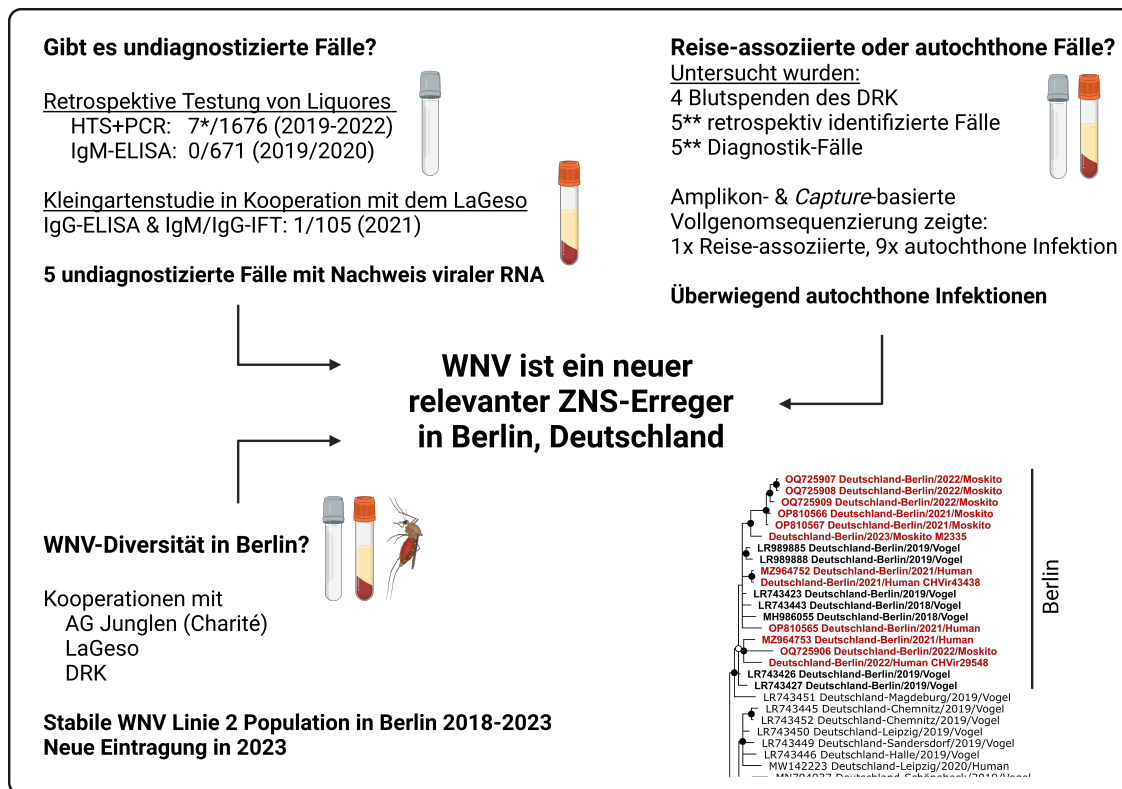 Gibt es undiagnostizierte Fälle?
Retrospektive Testung von Liquores
HTS+PCR: 7*/1676 (2019-2022)
IgM-ELISA: 0/671 (2019/2020)
Kleingartenstudie in Kooperation mit dem LaGeso
IgG-ELISA & IgM/IgG-IFT: 1/105 (2021)
5 undiagnostizierte Fälle mit Nachweis viraler RNA
Reise-assoziierte oder autochthone Fälle?
Untersucht wurden:
4 Blutspenden des DRK
5** retrospektiv identifizierte Fälle
5** Diagnostik-Fälle
Amplikon- & Capture-basierte
Vollgenomsequenzierung zeigte:
1x Reise-assoziierte, 9x autochthone Infektion
Überwiegend autochthone Infektionen
WNV ist ein neuer
relevanter ZNS-Erreger
in Berlin, Deutschland
WNV-Diversität in Berlin?
Kooperationen mit
AG Junglen (Charité)
LaGeso
DRK
Stabile WNV Linie 2 Population in Berlin 2018-2023
Neue Eintragung in 2023
OQ725907 Deutschland-Berlin/2022/Moskito
OQ725908 Deutschland-Berlin/2022/Moskito
OQ725909 Deutschland-Berlin/2022/Moskito
OP810566 Deutschland-Berlin/2021/Moskito
OP810567 Deutschland-Berlin/2021/Moskito
Deutschland-Berlin/2023/Moskito M2335
LR989885 Deutschland-Berlin/2019/Vogel
LR989888 Deutschland-Berlin/2019/Vogel
MZ964752 Deutschland-Berlin/2021/Human
Deutschland-Berlin/2021/Human CHVir43438
LR743423 Deutschland-Berlin/2019/Vogel
LR743443 Deutschland-Berlin/2018/Vogel
MH986055 Deutschland-Berlin/2018/Vogel
OP810565 Deutschland-Berlin/2021/Human
MZ964753 Deutschland-Berlin/2021/Human
OQ725906 Deutschland-Berlin/2022/Moskito
Deutschland-Berlin/2022/Human CHVir29548
LR743426 Deutschland-Berlin/2019/Vogel
LR743427 Deutschland-Berlin/2019/Vogel
LR743451 Deutschland-Magdeburg/2019/Vogel
LR743445 Deutschland-Chemnitz/2019/Vogel
LR743452 Deutschland-Chemnitz/2019/Vogel
LR743450 Deutschland-Leipzig/2019/Vogel
LR743449 Deutschland-Sandersdorf/2019/Vogel
LR743446 Deutschland-Halle/2019/Vogel
MW142223 Deutschland-Leipzig/2020/Human
Berlin